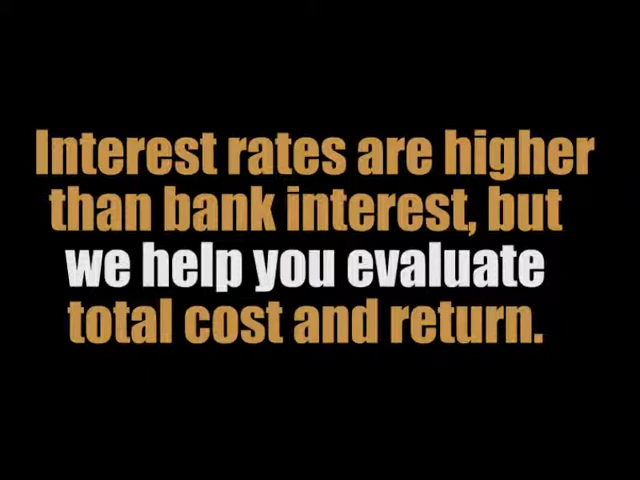 Interest rates are higher
than bank interest, but
we help you evaluate
total cost and return.